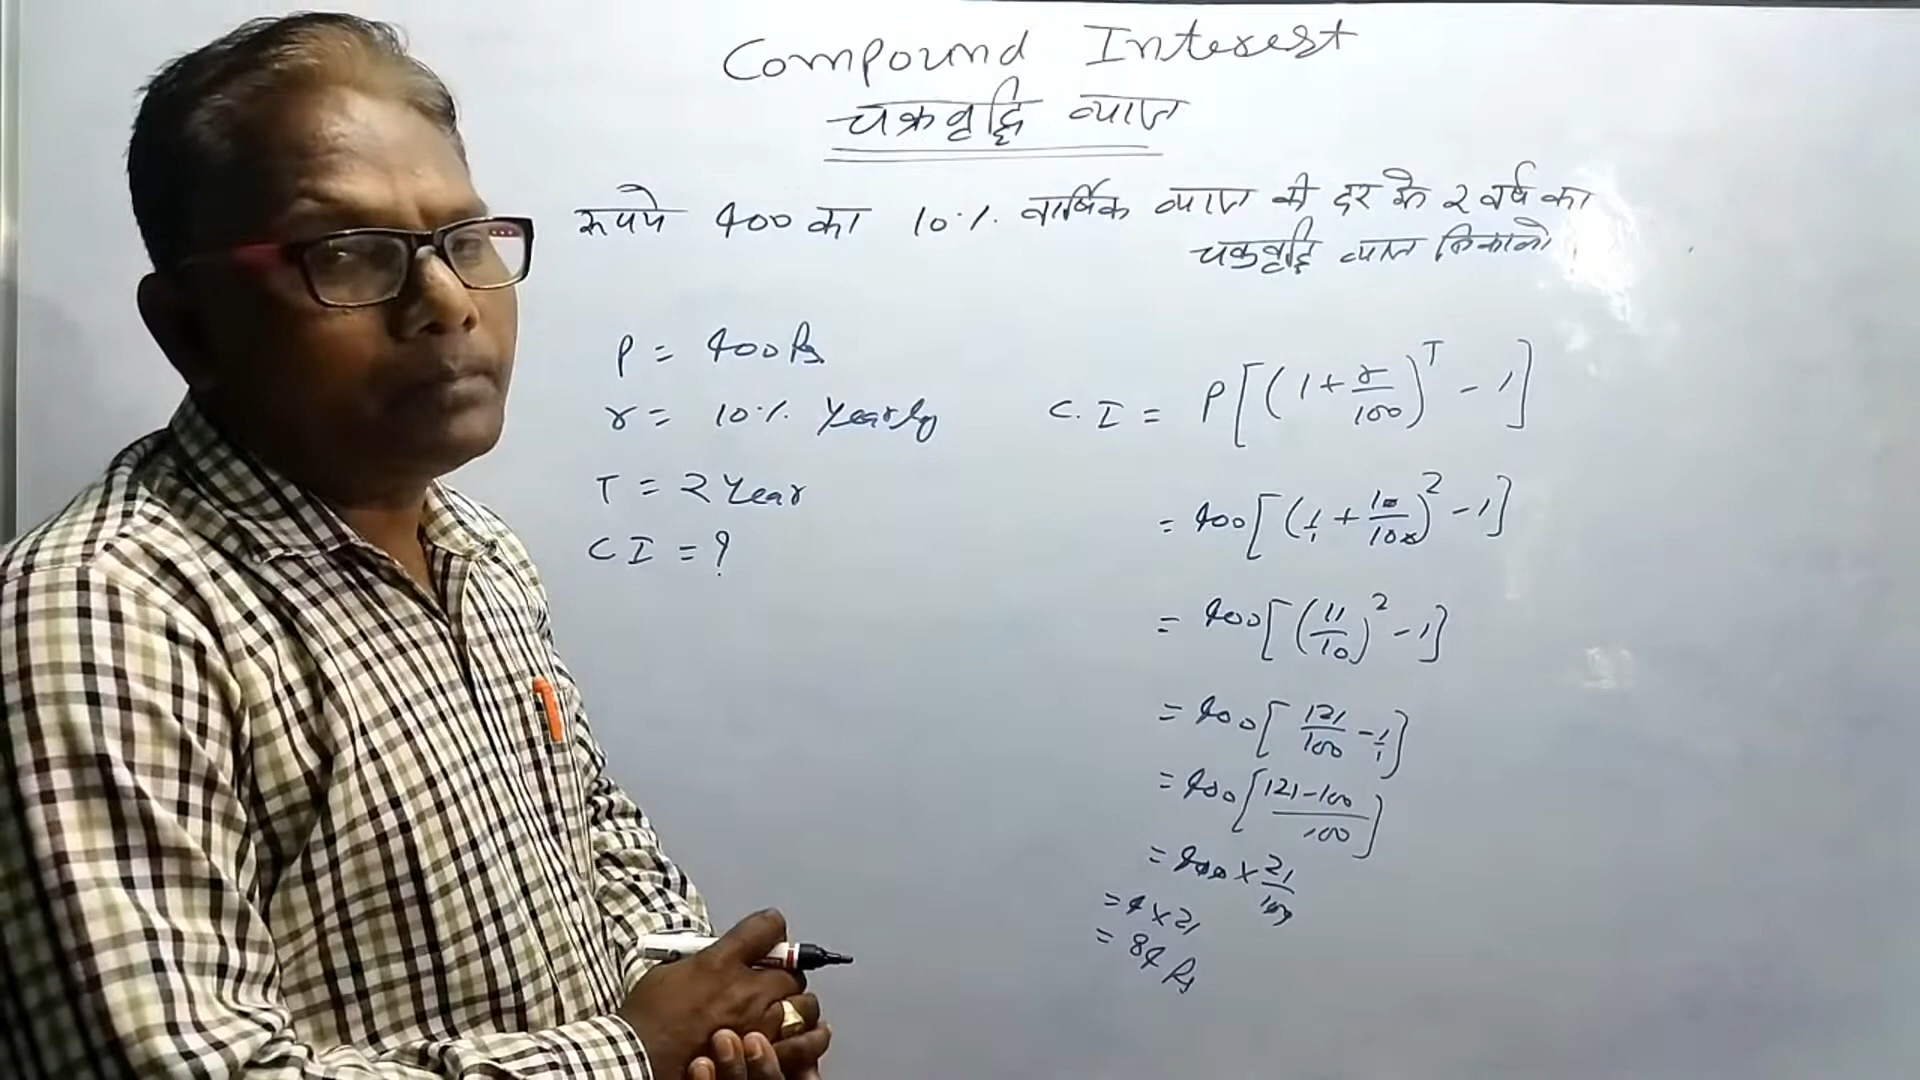 Compound Interest
चक्रवृद्धि ब्याज
रूपये 400 का 10% वार्षिक ब्याज की दर से 2 वर्ष का
चक्रवृद्धि ब्याज निकालो।
P = 400 Rs
r = 10% Yearly
T = 2 Year
CI = ?
C.I = P[(1 + r/100)^T - 1]
= 400[(1/1 + 10/100)^2 - 1]
= 400[(11/10)^2 - 1]
= 400[121/100 - 1/1]
= 400[121-100/100]
= 400 × 21/100
= 4 × 21
= 84 Rs